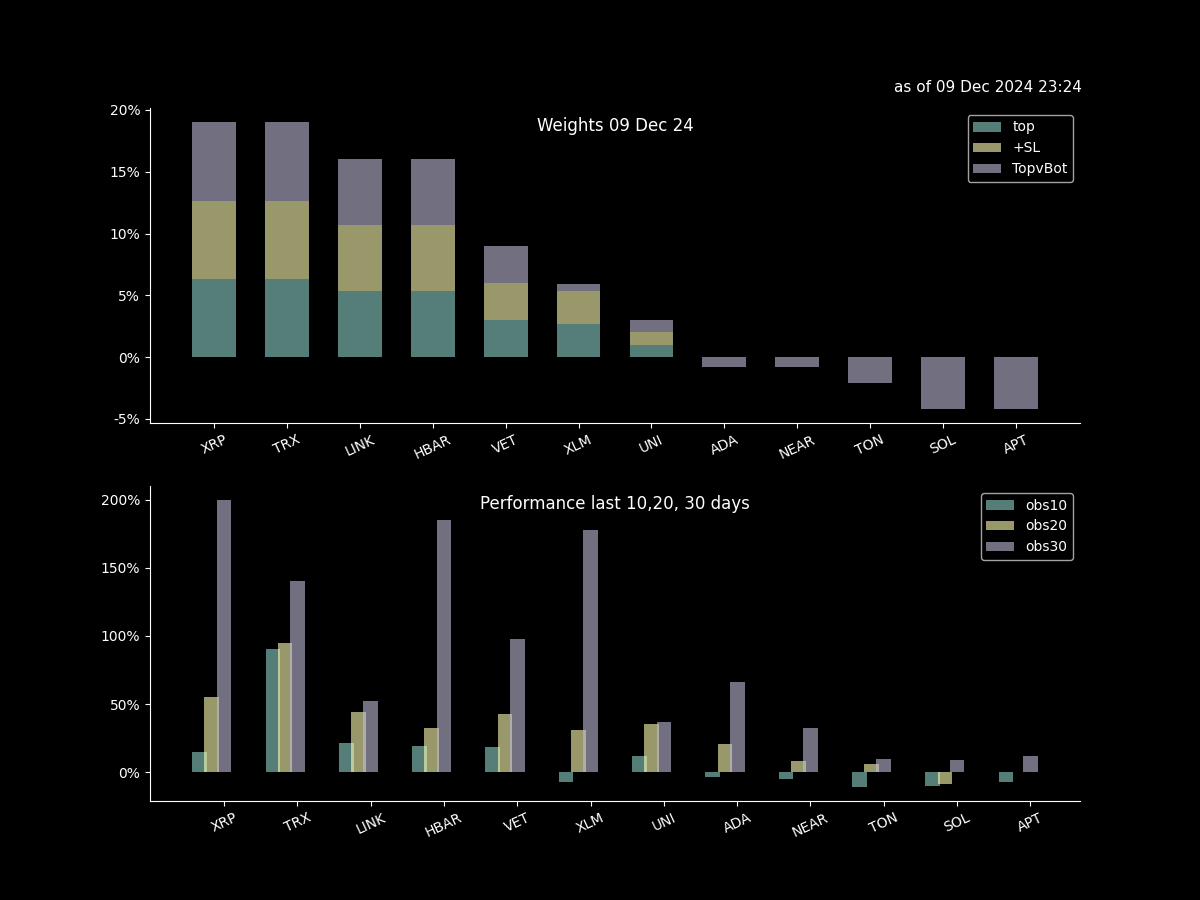 as of 09 Dec 2024 23:24
20%
Weights 09 Dec 24
top
+SL
TopvBot
15%
10%
5%
0%
-5%
XRP TRX LINK HBAR VET XLM UNI ADA NEAR TON SOL APT
200%
Performance last 10,20, 30 days
obs10
obs20
obs30
150%
100%
50%
0%
XRP TRX LINK HBAR VET XLM UNI ADA NEAR TON SOL APT